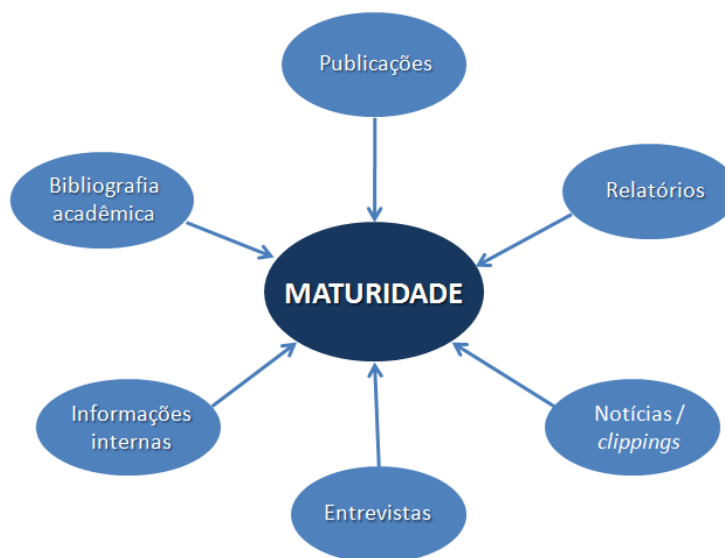 Publicações
Bibliografia
acadêmica
Relatórios
MATURIDADE
Informações
internas
Notícias /
clippings
Entrevistas